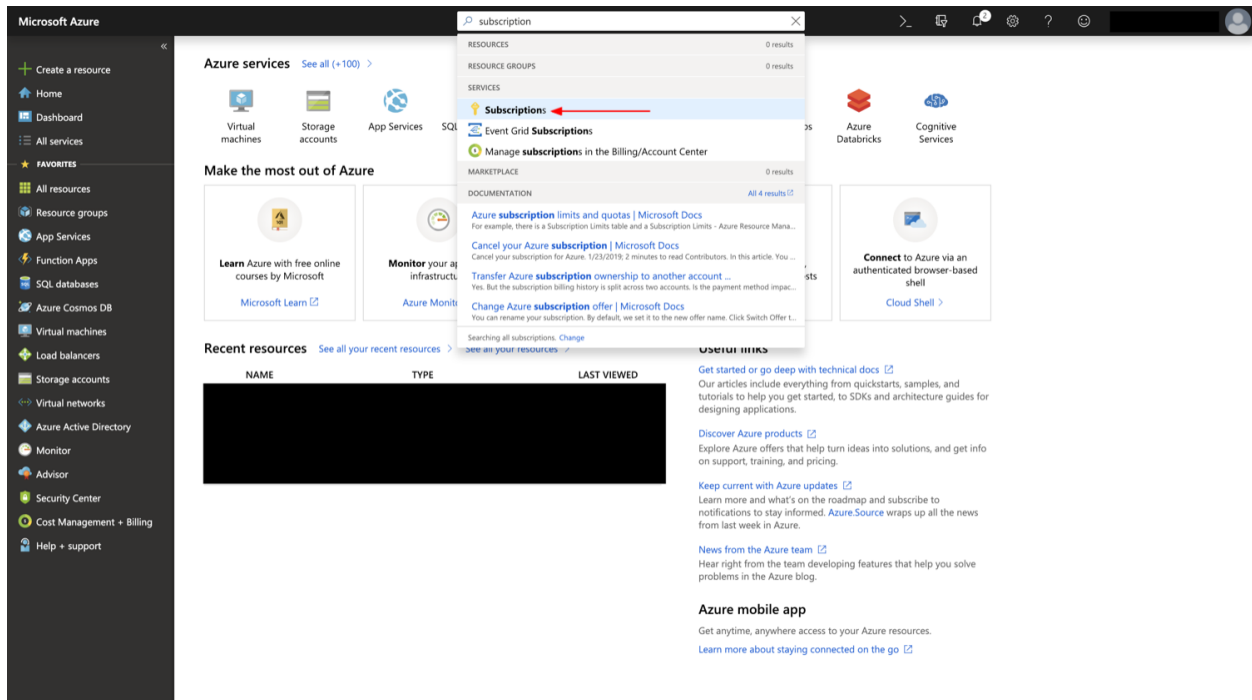 Microsoft Azure
subscription
2
«
Create a resource
Home
Dashboard
All services
FAVORITES
All resources
Resource groups
App Services
Function Apps
SQL databases
Azure Cosmos DB
Virtual machines
Load balancers
Storage accounts
Virtual networks
Azure Active Directory
Monitor
Advisor
Security Center
Cost Management + Billing
Help + support
Azure services See all (+100) >
Virtual
machines
Storage
accounts
App Services
SQL
Azure
Databricks
Cognitive
Services
RESOURCES 0 results
RESOURCE GROUPS 0 results
SERVICES
Subscriptions
Event Grid Subscriptions
Manage subscriptions in the Billing/Account Center
MARKETPLACE 0 results
DOCUMENTATION All 4 results
Azure subscription limits and quotas | Microsoft Docs
For example, there is a Subscription Limits table and a Subscription Limits - Azure Resource Mana...
Cancel your Azure subscription | Microsoft Docs
Cancel your subscription for Azure. 1/23/2019; 2 minutes to read Contributors. In this article. You ...
Transfer Azure subscription ownership to another account ...
Yes. But the subscription billing history is split across two accounts. Is the payment method impac...
Change Azure subscription offer | Microsoft Docs
You can rename your subscription. By default, we set it to the new offer name. Click Switch Offer t...
Searching all subscriptions. Change
Make the most out of Azure
Learn Azure with free online
courses by Microsoft
Microsoft Learn
Monitor your
infrastructu
Azure Monit
Connect to Azure via an
authenticated browser-based
shell
Cloud Shell >
Recent resources See all your recent resources > See all your resources >
NAME TYPE LAST VIEWED
Useful links
Get started or go deep with technical docs
Our articles include everything from quickstarts, samples, and
tutorials to help you get started, to SDKs and architecture guides for
designing applications.
Discover Azure products
Explore Azure offers that help turn ideas into solutions, and get info
on support, training, and pricing.
Keep current with Azure updates
Learn more and what's on the roadmap and subscribe to
notifications to stay informed. Azure.Source wraps up all the news
from last week in Azure.
News from the Azure team
Hear right from the team developing features that help you solve
problems in the Azure blog.
Azure mobile app
Get anytime, anywhere access to your Azure resources.
Learn more about staying connected on the go